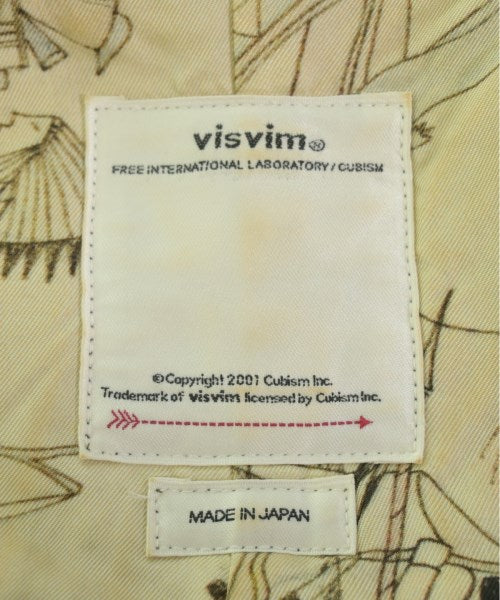 visvim®
FREE INTERNATIONAL LABORATORY / CUBISM
©Copyright 2001 Cubism Inc.
Trademark of visvim licensed by Cubism Inc.
MADE IN JAPAN